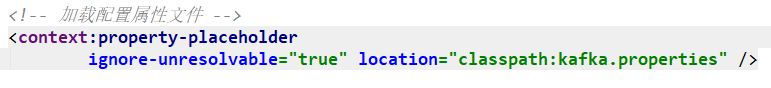 <!-- 加载配置属性文件 -->
<context:property-placeholder
ignore-unresolvable="true" location="classpath:kafka.properties" />